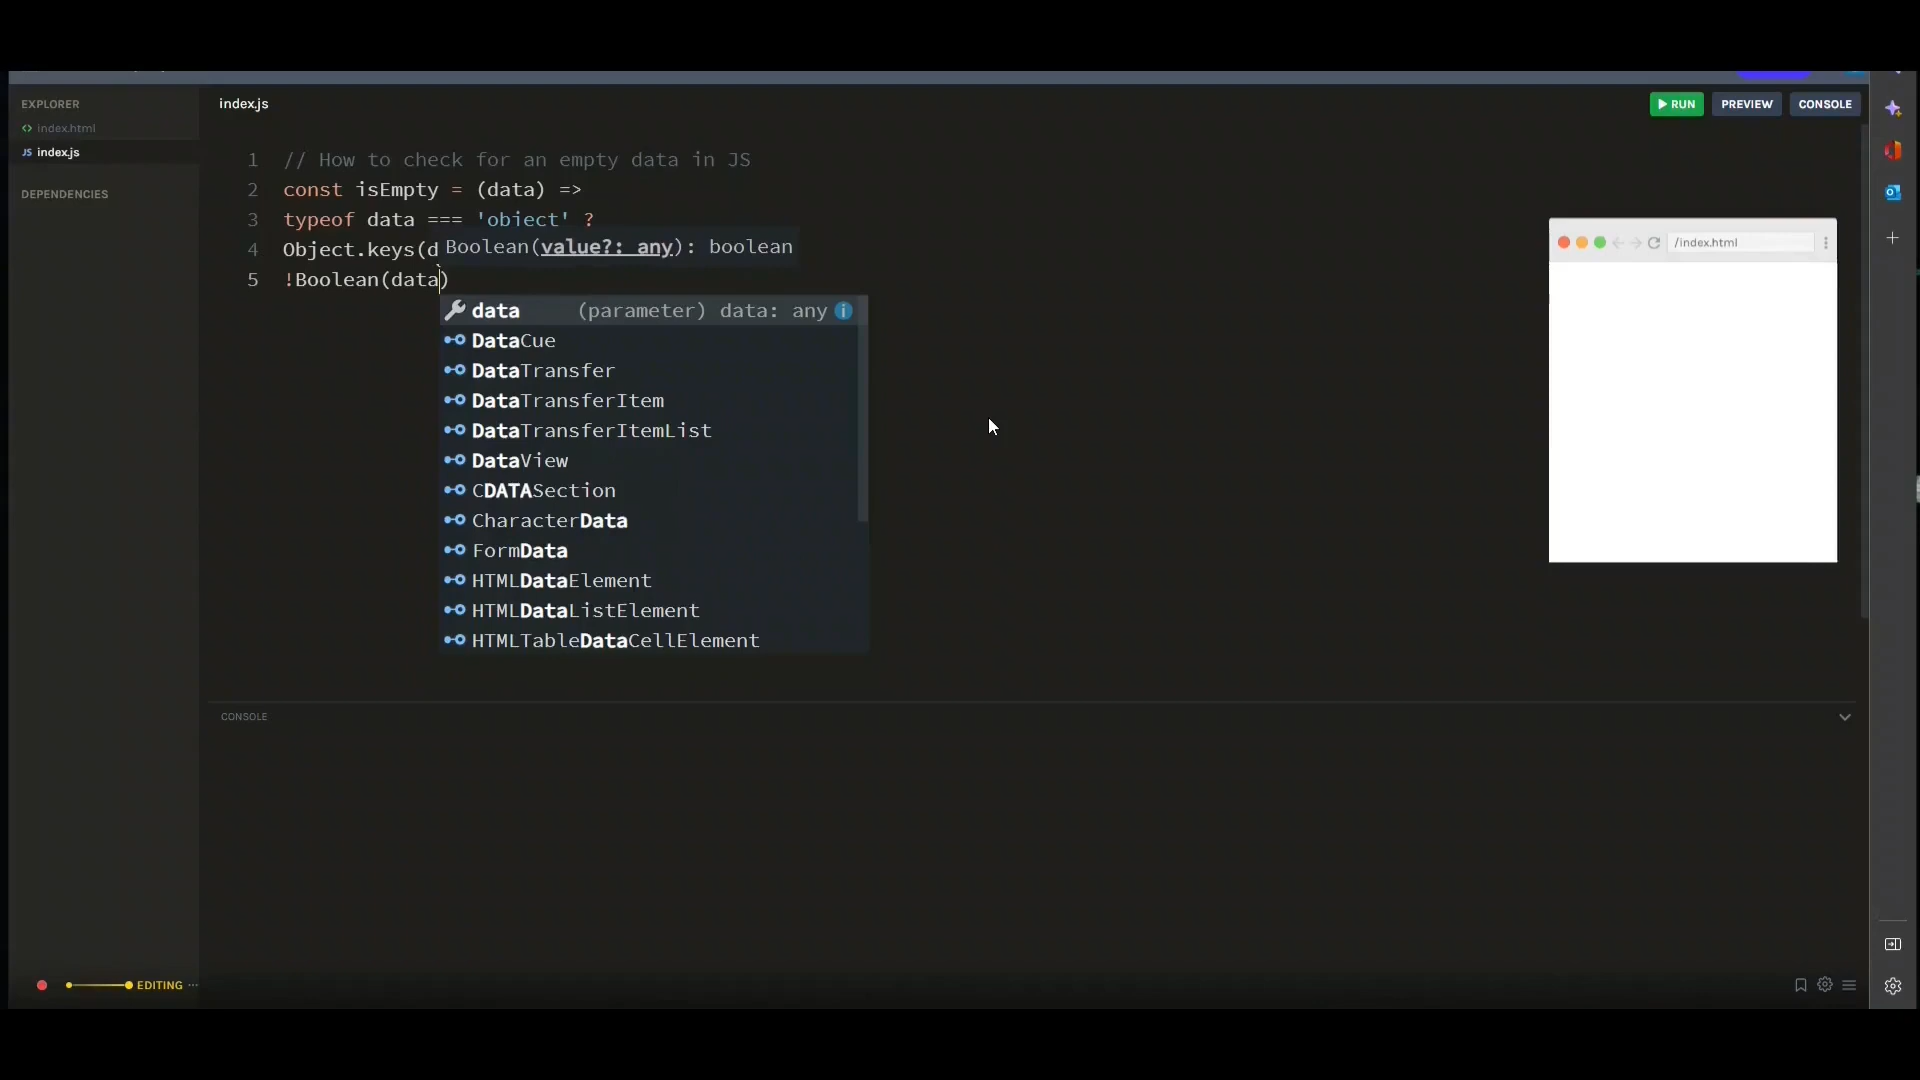 EXPLORER
index.html
JS index.js
DEPENDENCIES
index.js
RUN
PREVIEW
CONSOLE
1 // How to check for an empty data in JS
2 const isEmpty = (data) =>
3 typeof data === 'object' ?
4 Object.keys(d
Boolean(value?: any): boolean
5 !Boolean(data)
data (parameter) data: any
DataCue
DataTransfer
DataTransferItem
DataTransferItemList
DataView
CDATASection
CharacterData
FormData
HTMLDataElement
HTMLDataListElement
HTMLTableDataCellElement
/index.html
CONSOLE
EDITING ...